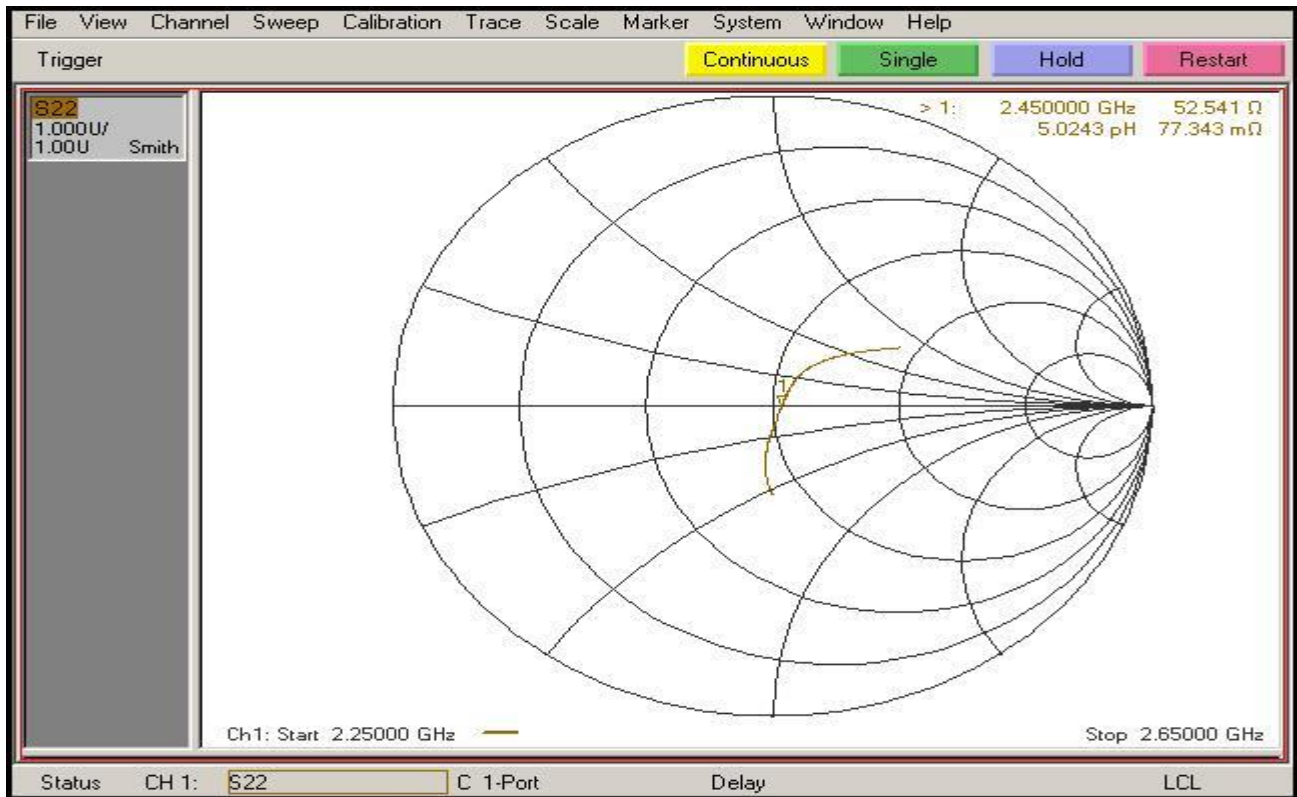 File View Channel Sweep Calibration Trace Scale Marker System Window Help
Trigger Continuous Single Hold Restart
S22
1.000U/
1.00U Smith
> 1: 2.450000 GHz 52.541 Ω
5.0243 pH 77.343 mΩ
1
Ch1: Start 2.25000 GHz Stop 2.65000 GHz
Status CH 1: S22 C 1-Port Delay LCL